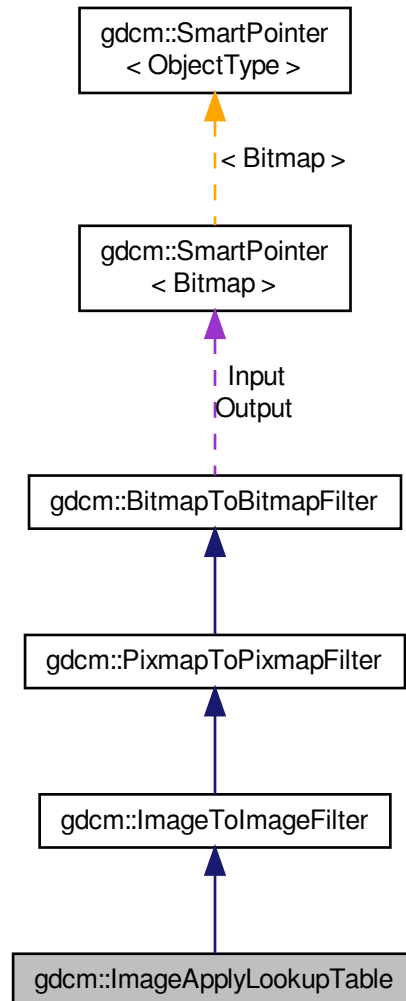 gdcm::SmartPointer
< ObjectType >
< Bitmap >
gdcm::SmartPointer
< Bitmap >
Input
Output
gdcm::BitmapToBitmapFilter
gdcm::PixmapToPixmapFilter
gdcm::ImageToImageFilter
gdcm::ImageApplyLookupTable